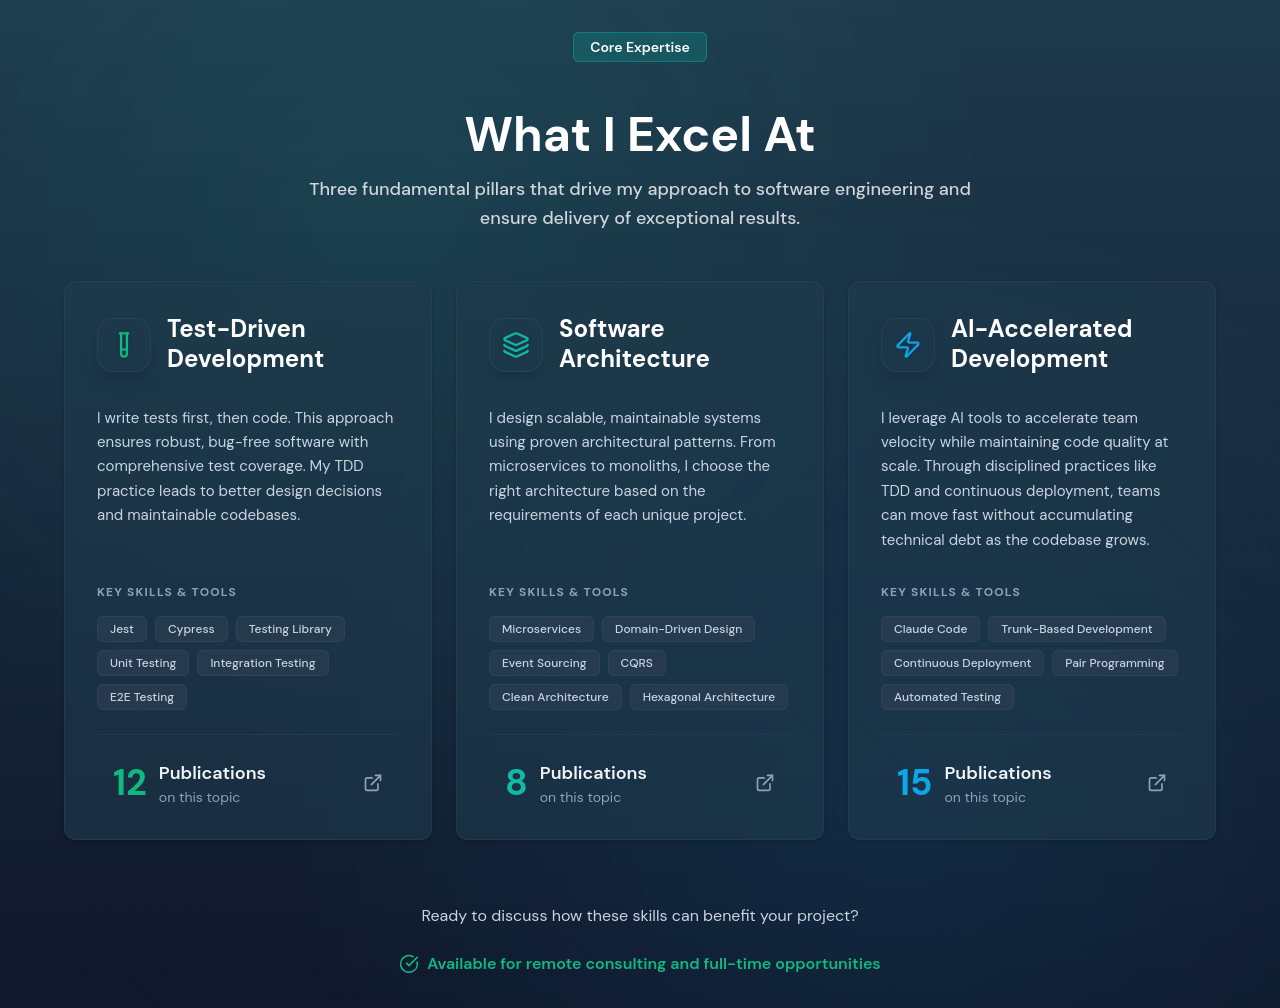 Core Expertise
What I Excel At
Three fundamental pillars that drive my approach to software engineering and
ensure delivery of exceptional results.
Test-Driven
Development
I write tests first, then code. This approach
ensures robust, bug-free software with
comprehensive test coverage. My TDD
practice leads to better design decisions
and maintainable codebases.
KEY SKILLS & TOOLS
Jest
Cypress
Testing Library
Unit Testing
Integration Testing
E2E Testing
12
Publications
on this topic
Software
Architecture
I design scalable, maintainable systems
using proven architectural patterns. From
microservices to monoliths, I choose the
right architecture based on the
requirements of each unique project.
KEY SKILLS & TOOLS
Microservices
Domain-Driven Design
Event Sourcing
CQRS
Clean Architecture
Hexagonal Architecture
8
Publications
on this topic
AI-Accelerated
Development
I leverage AI tools to accelerate team
velocity while maintaining code quality at
scale. Through disciplined practices like
TDD and continuous deployment, teams
can move fast without accumulating
technical debt as the codebase grows.
KEY SKILLS & TOOLS
Claude Code
Trunk-Based Development
Continuous Deployment
Pair Programming
Automated Testing
15
Publications
on this topic
Ready to discuss how these skills can benefit your project?
Available for remote consulting and full-time opportunities